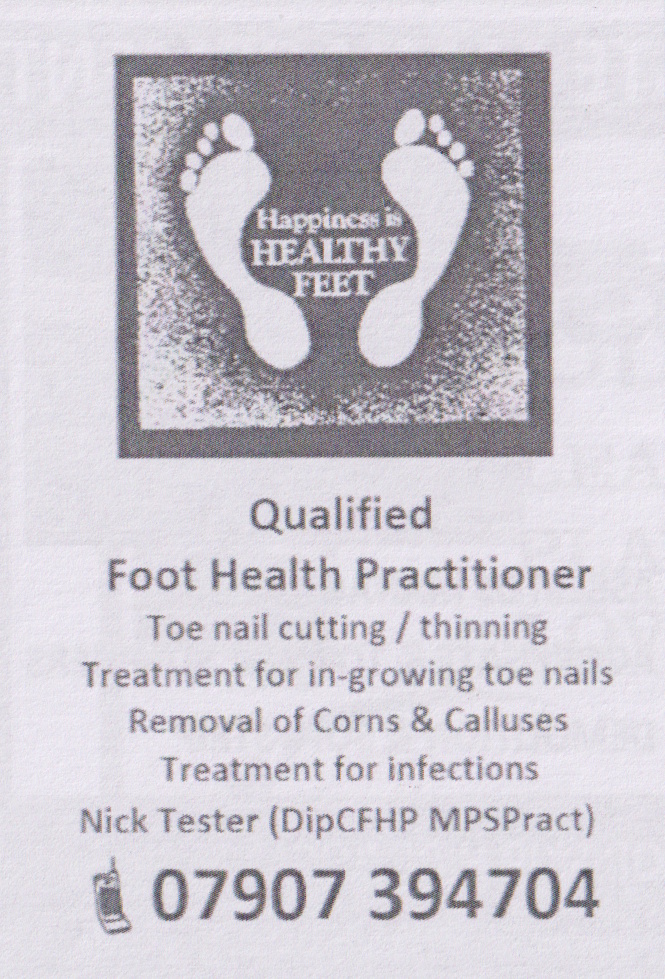 Happiness is
HEALTHY
FEET
Qualified
Foot Health Practitioner
Toe nail cutting / thinning
Treatment for in-growing toe nails
Removal of Corns & Calluses
Treatment for infections
Nick Tester (DipCFHP MPSPract)
07907 394704